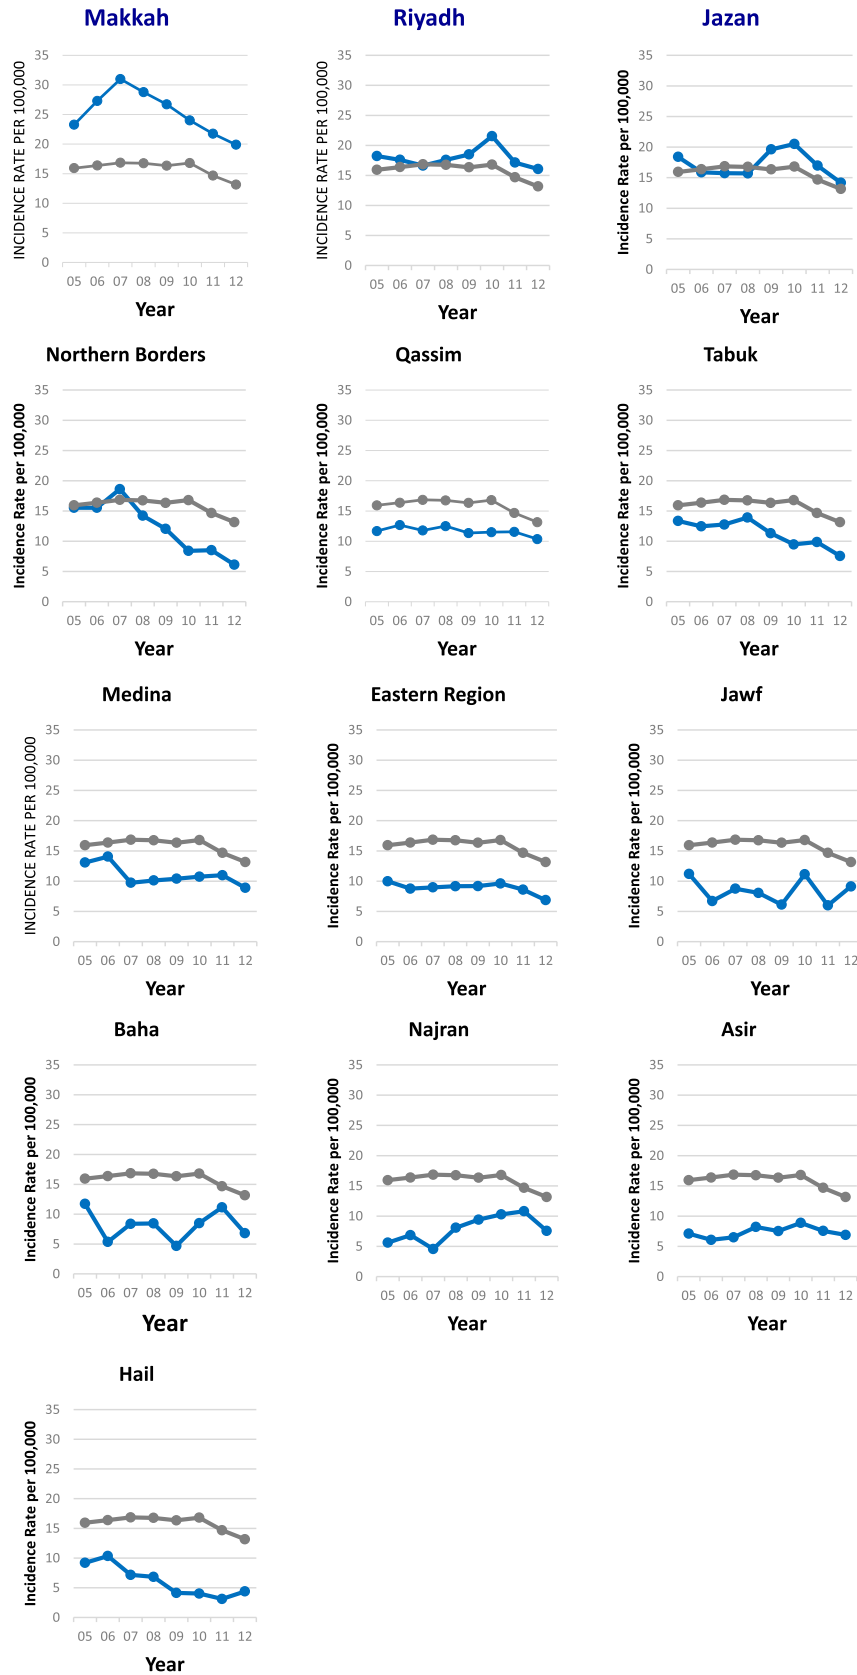 Makkah
Riyadh
Jazan
INCIDENCE RATE PER 100,000
35
30
25
20
15
10
5
0
05 06 07 08 09 10 11 12
Year
INCIDENCE RATE PER 100,000
35
30
25
20
15
10
5
0
05 06 07 08 09 10 11 12
Year
Incidence Rate per 100,000
35
30
25
20
15
10
5
0
05 06 07 08 09 10 11 12
Year
Northern Borders
Qassim
Tabuk
Incidence Rate per 100,000
35
30
25
20
15
10
5
0
05 06 07 08 09 10 11 12
Year
Incidence Rate per 100,000
35
30
25
20
15
10
5
0
05 06 07 08 09 10 11 12
Year
Incidence Rate per 100,000
35
30
25
20
15
10
5
0
05 06 07 08 09 10 11 12
Year
Medina
Eastern Region
Jawf
INCIDENCE RATE PER 100,000
35
30
25
20
15
10
5
0
05 06 07 08 09 10 11 12
Year
Incidence Rate per 100,000
35
30
25
20
15
10
5
0
05 06 07 08 09 10 11 12
Year
Incidence Rate per 100,000
35
30
25
20
15
10
5
0
05 06 07 08 09 10 11 12
Year
Baha
Najran
Asir
Incidence Rate per 100,000
35
30
25
20
15
10
5
0
05 06 07 08 09 10 11 12
Year
Incidence Rate per 100,000
35
30
25
20
15
10
5
0
05 06 07 08 09 10 11 12
Year
Incidence Rate per 100,000
35
30
25
20
15
10
5
0
05 06 07 08 09 10 11 12
Year
Hail
Incidence Rate per 100,000
35
30
25
20
15
10
5
0
05 06 07 08 09 10 11 12
Year